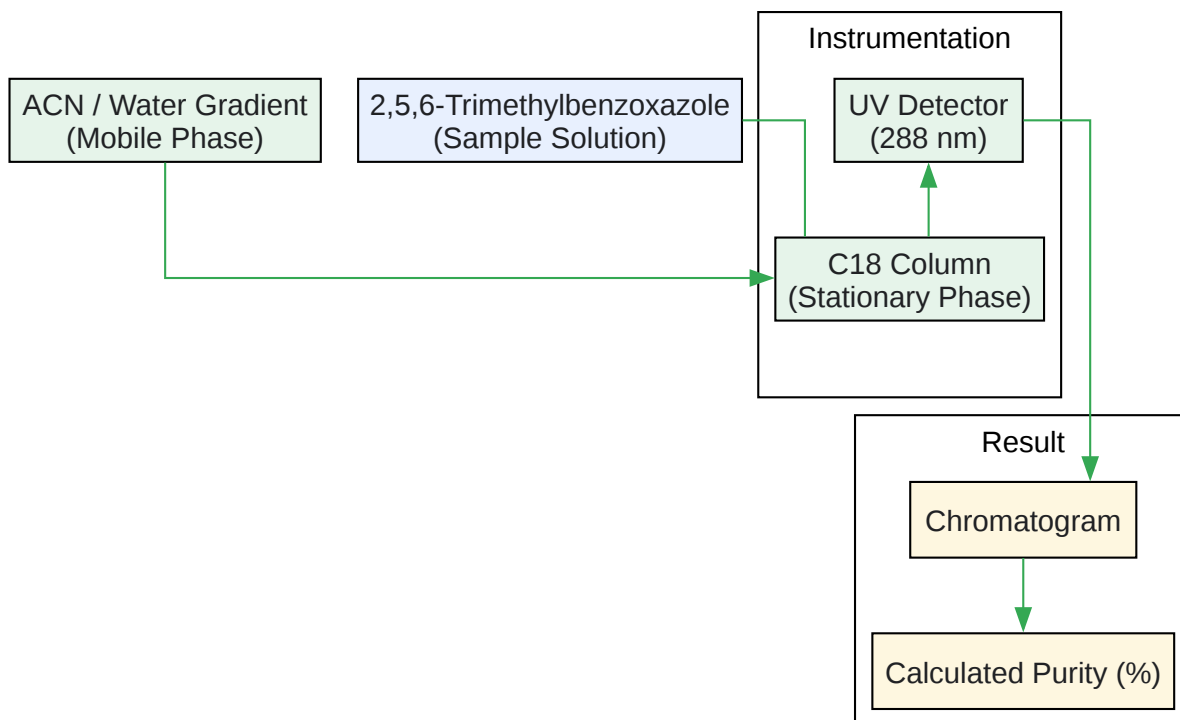 Instrumentation
ACN / Water Gradient
(Mobile Phase)
2,5,6-Trimethylbenzoxazole
(Sample Solution)
UV Detector
(288 nm)
C18 Column
(Stationary Phase)
Result
Chromatogram
Calculated Purity (%)